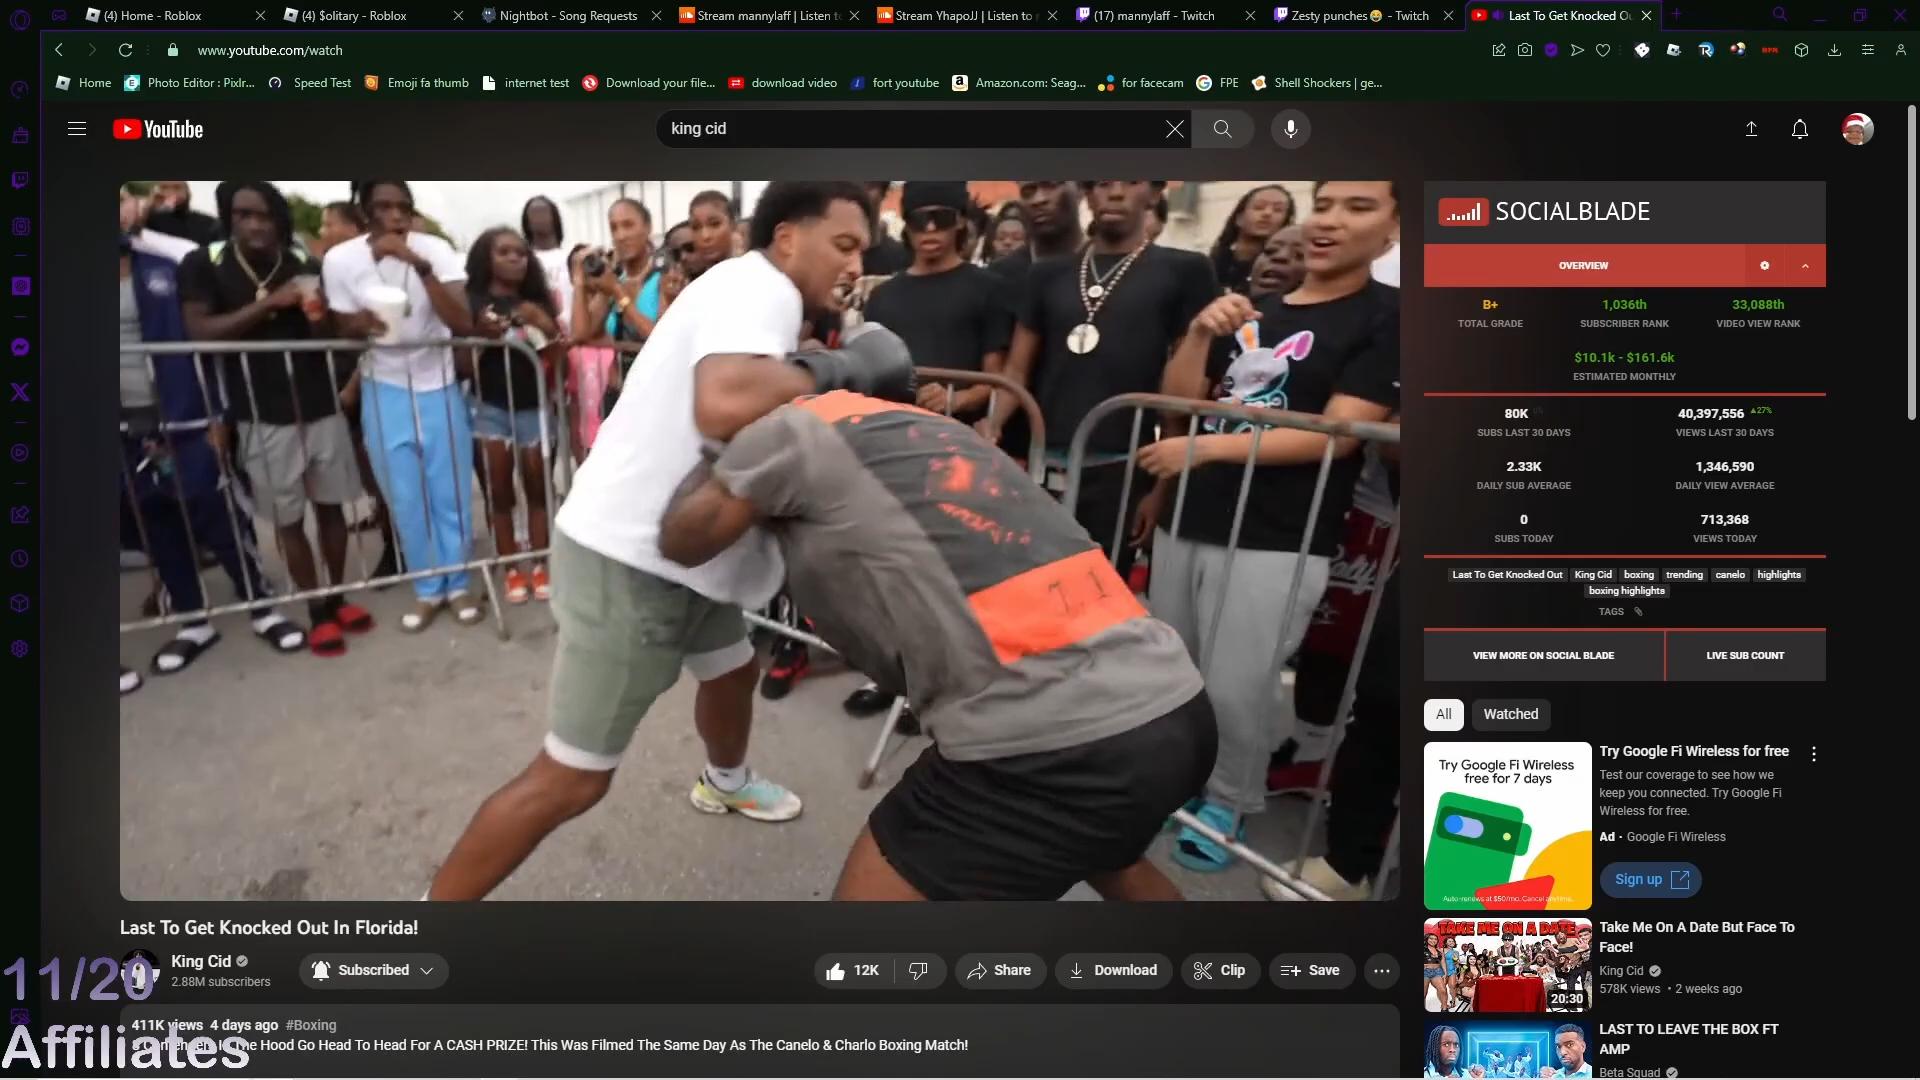 (4) Home - Roblox
(4) $olitary - Roblox
Nightbot - Song Requests
Stream mannylaff | Listen t
Stream YhapoJJ | Listen to
(17) mannylaff - Twitch
Zesty punches😂 - Twitch
Last To Get Knocked Ou
www.youtube.com/watch
Home
Photo Editor : Pixlr...
Speed Test
Emoji fa thumb
internet test
Download your file...
download video
fort youtube
Amazon.com: Seag...
for facecam
FPE
Shell Shockers | ge...
YouTube
king cid
SOCIALBLADE
OVERVIEW
B+ 1,036th 33,088th
TOTAL GRADE SUBSCRIBER RANK VIDEO VIEW RANK
$10.1k - $161.6k
ESTIMATED MONTHLY
80K 40,397,556 ▲27%
SUBS LAST 30 DAYS VIEWS LAST 30 DAYS
2.33K 1,346,590
DAILY SUB AVERAGE DAILY VIEW AVERAGE
0 713,368
SUBS TODAY VIEWS TODAY
Last To Get Knocked Out King Cid boxing trending canelo highlights
boxing highlights
TAGS
VIEW MORE ON SOCIAL BLADE LIVE SUB COUNT
All Watched
Try Google Fi Wireless
free for 7 days
Auto-renews at $50/mo. Cancel anytime.
Try Google Fi Wireless for free
Test our coverage to see how we
keep you connected. Try Google Fi
Wireless for free.
Ad · Google Fi Wireless
Sign up
TAKE ME ON A DATE
20:30
Take Me On A Date But Face To
Face!
King Cid
578K views • 2 weeks ago
LAST TO LEAVE THE BOX FT
AMP
Beta Squad
Last To Get Knocked Out In Florida!
King Cid
2.88M subscribers
Subscribed
12K
Share
Download
Clip
Save
411K views 4 days ago #Boxing
The Hood Go Head To Head For A CASH PRIZE! This Was Filmed The Same Day As The Canelo & Charlo Boxing Match!
11/20
Affiliates